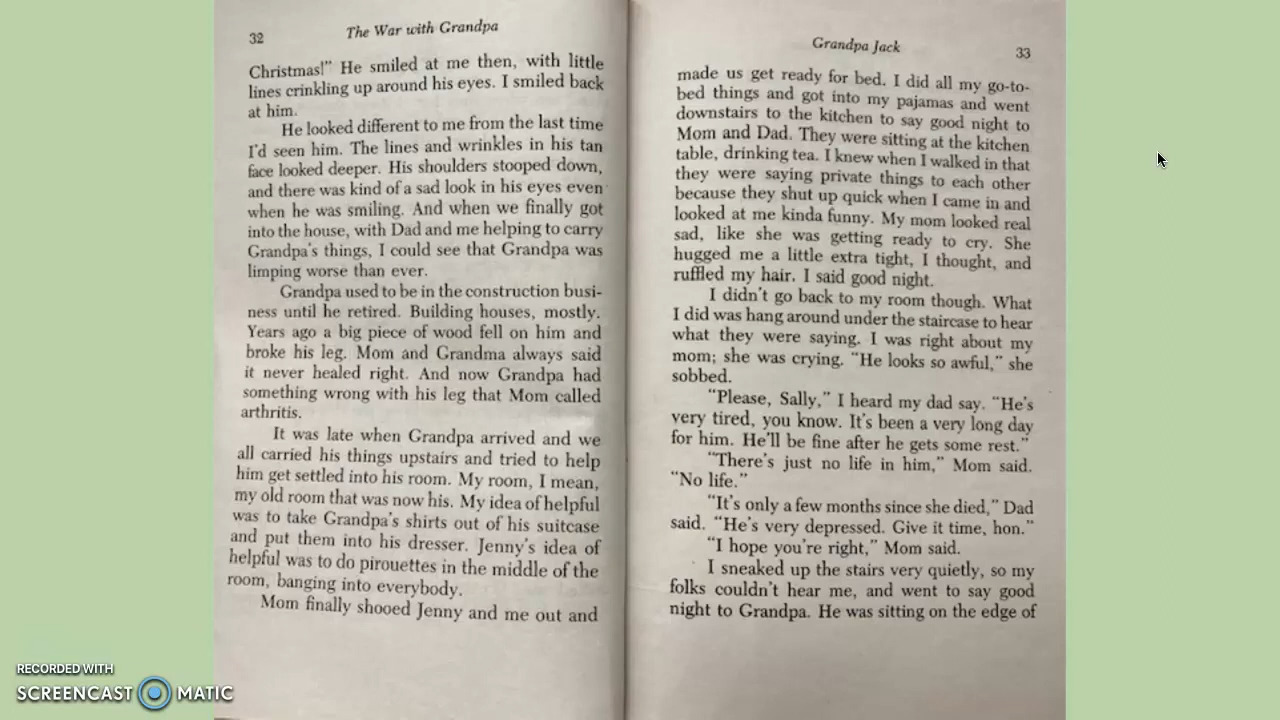 32
The War with Grandpa
Christmas!” He smiled at me then, with little
lines crinkling up around his eyes. I smiled back
at him.
He looked different to me from the last time
I’d seen him. The lines and wrinkles in his tan
face looked deeper. His shoulders stooped down,
and there was kind of a sad look in his eyes even
when he was smiling. And when we finally got
into the house, with Dad and me helping to carry
Grandpa’s things, I could see that Grandpa was
limping worse than ever.
Grandpa used to be in the construction busi-
ness until he retired. Building houses, mostly.
Years ago a big piece of wood fell on him and
broke his leg. Mom and Grandma always said
it never healed right. And now Grandpa had
something wrong with his leg that Mom called
arthritis.
It was late when Grandpa arrived and we
all carried his things upstairs and tried to help
him get settled into his room. My room, I mean,
my old room that was now his. My idea of helpful
was to take Grandpa’s shirts out of his suitcase
and put them into his dresser. Jenny’s idea of
helpful was to do pirouettes in the middle of the
room, banging into everybody.
Mom finally shooed Jenny and me out and
Grandpa Jack
33
made us get ready for bed. I did all my go-to-
bed things and got into my pajamas and went
downstairs to the kitchen to say good night to
Mom and Dad. They were sitting at the kitchen
table, drinking tea. I knew when I walked in that
they were saying private things to each other
because they shut up quick when I came in and
looked at me kinda funny. My mom looked real
sad, like she was getting ready to cry. She
hugged me a little extra tight, I thought, and
ruffled my hair. I said good night.
I didn’t go back to my room though. What
I did was hang around under the staircase to hear
what they were saying. I was right about my
mom; she was crying. “He looks so awful,” she
sobbed.
“Please, Sally,” I heard my dad say. “He’s
very tired, you know. It’s been a very long day
for him. He’ll be fine after he gets some rest.”
“There’s just no life in him,” Mom said.
“No life.”
“It’s only a few months since she died,” Dad
said. “He’s very depressed. Give it time, hon.”
“I hope you’re right,” Mom said.
I sneaked up the stairs very quietly, so my
folks couldn’t hear me, and went to say good
night to Grandpa. He was sitting on the edge of
RECORDED WITH
SCREENCAST MATIC